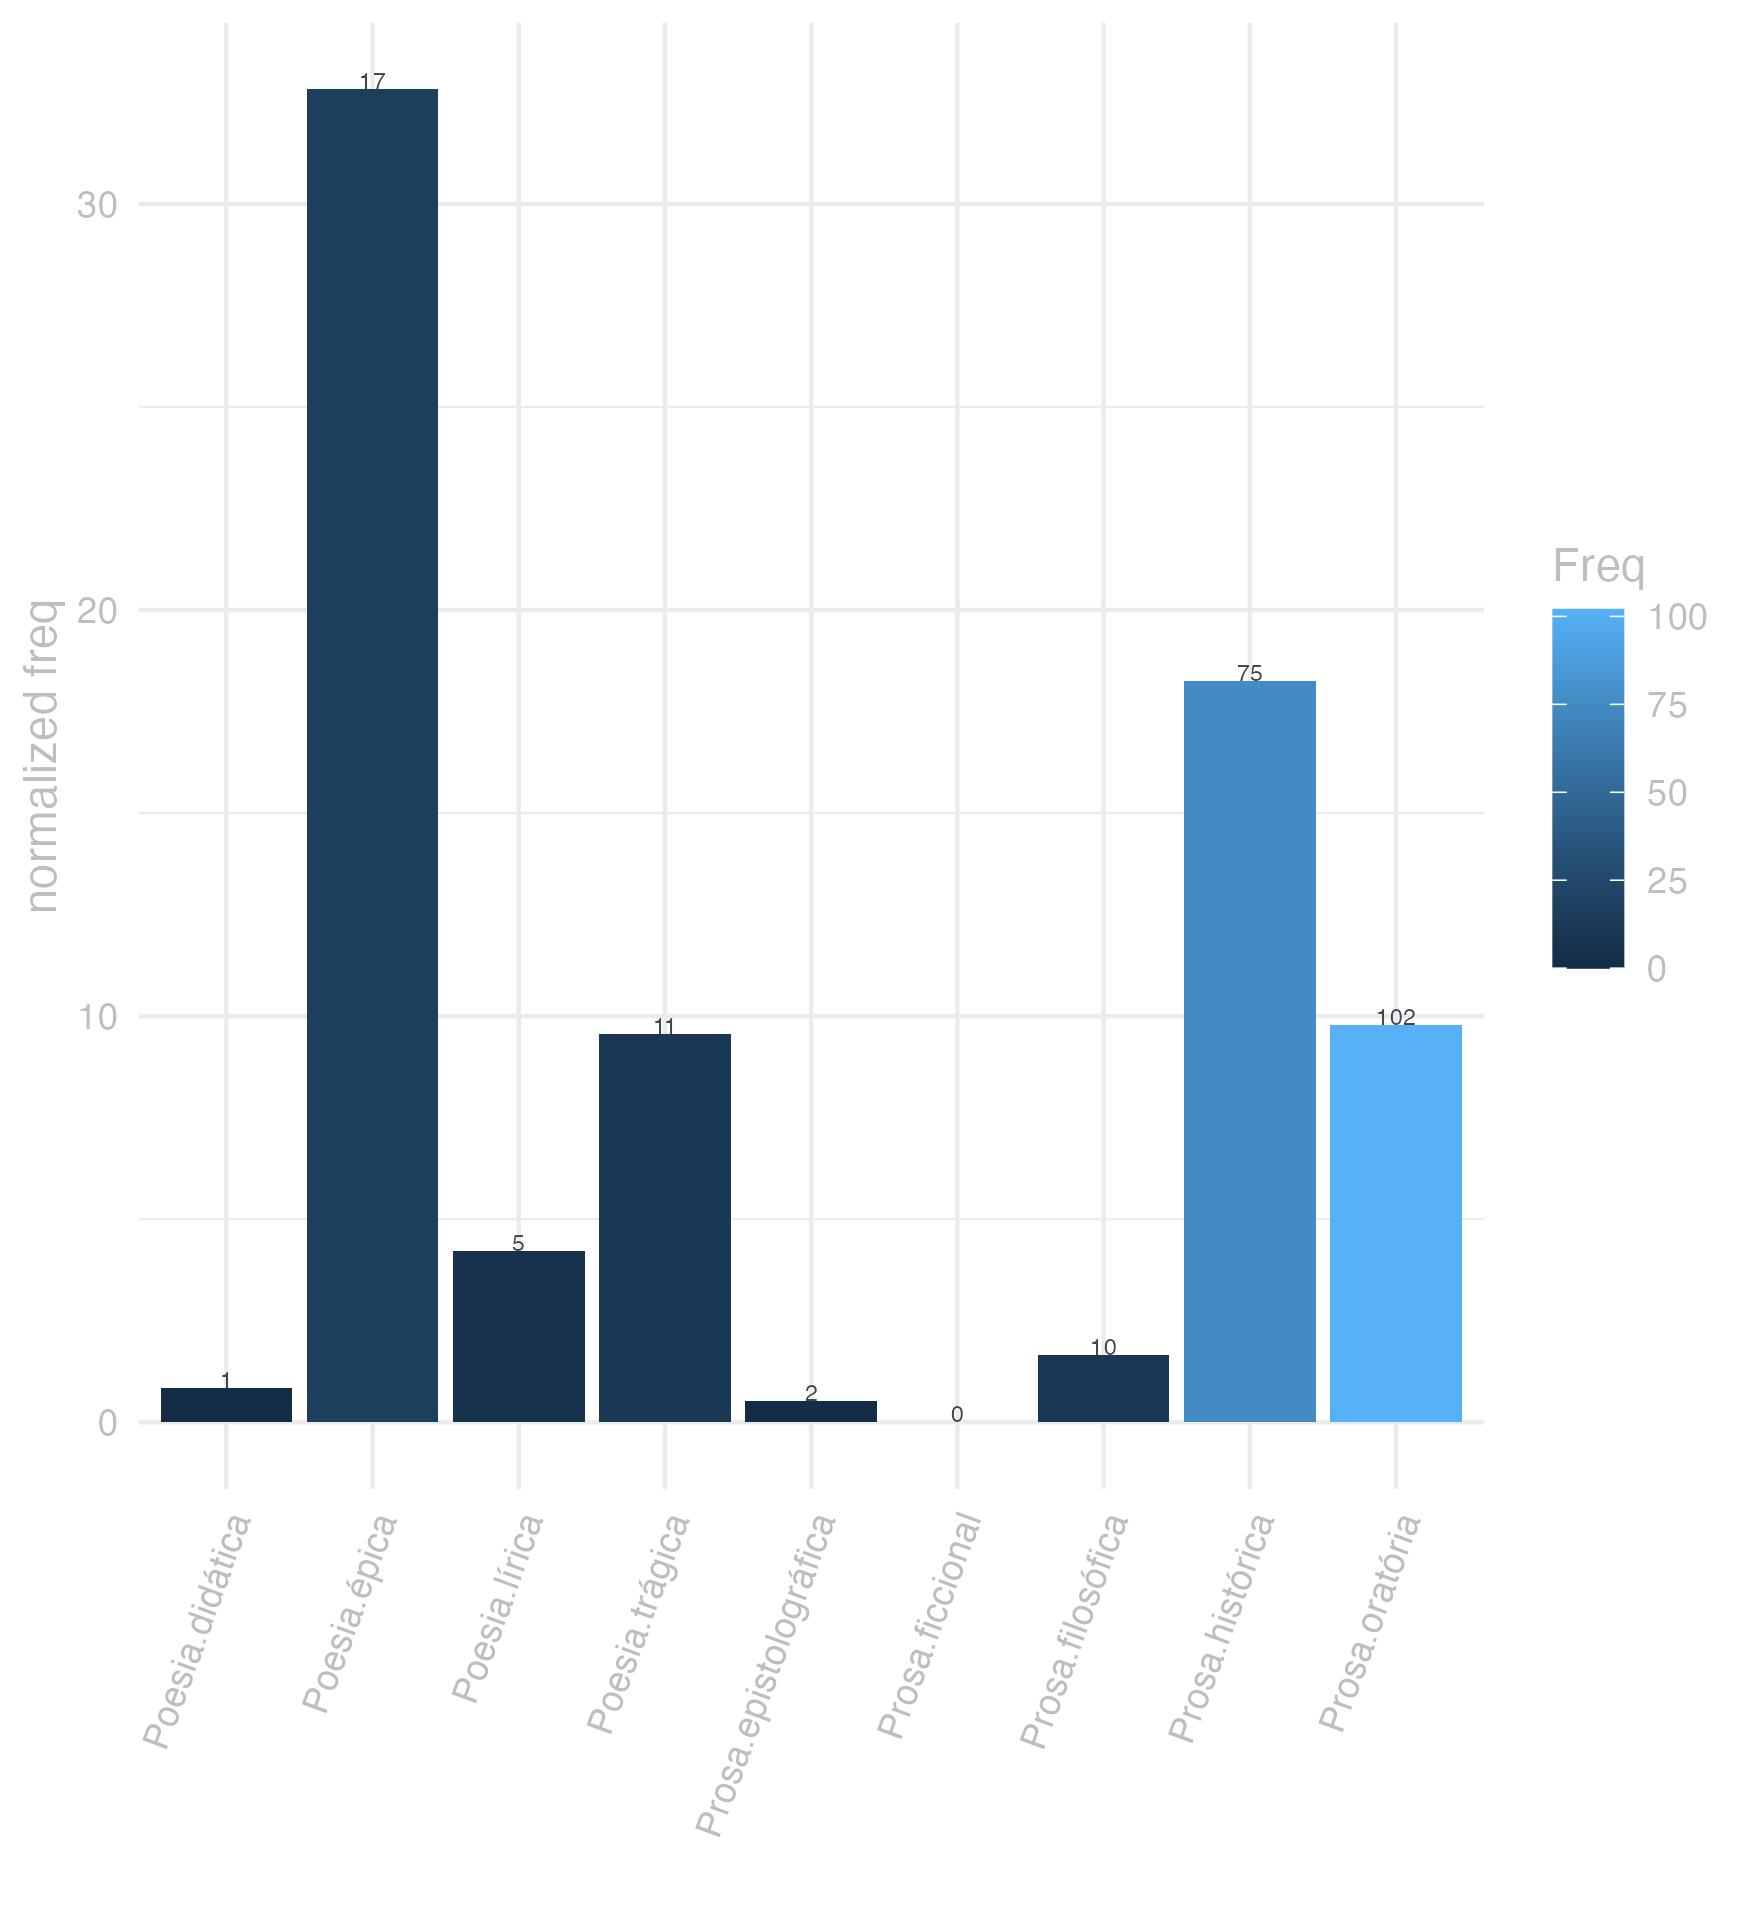 normalized freq
30
20
10
0
17
75
102
11
5
10
1
2
0
Poesia.didática
Poesia.épica
Poesia.lírica
Poesia.trágica
Prosa.epistolográfica
Prosa.ficcional
Prosa.filosófica
Prosa.histórica
Prosa.oratória
Freq
100
75
50
25
0